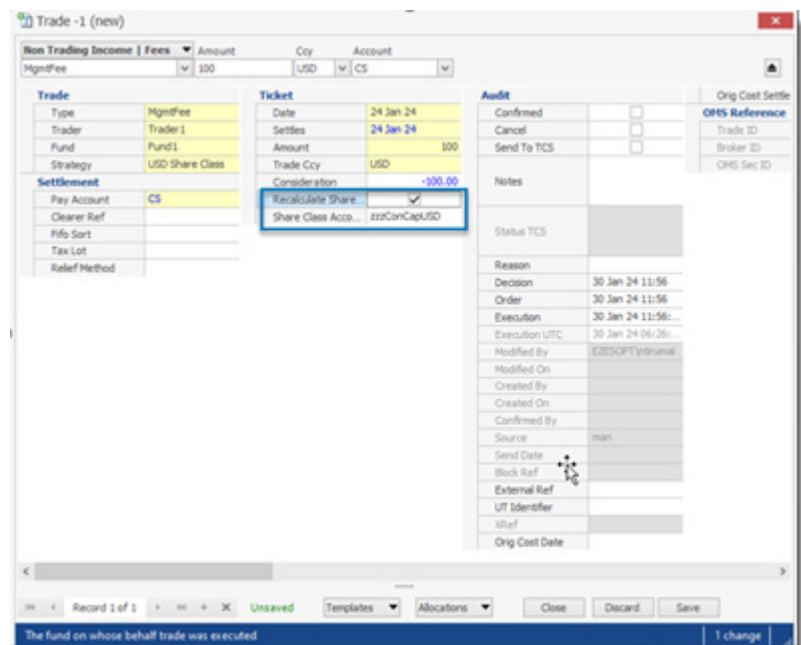 Trade -1 (new)
Non Trading Income | Fees Amount Ccy Account
MgmtFee 100 USD CS
Trade
Type MgmtFee
Trader Trader1
Fund Fund1
Strategy USD Share Class
Settlement
Pay Account CS
Clearer Ref
Fifo Sort
Tax Lot
Relief Method
Ticket
Date 24 Jan 24
Settles 24 Jan 24
Amount 100
Trade Ccy USD
Consideration -100.00
Recalculate Share...
Share Class Acco... zzzConCapUSD
Audit
Confirmed
Cancel
Send To TCS
Notes
Status TCS
Reason
Decision 30 Jan 24 11:56
Order 30 Jan 24 11:56
Execution 30 Jan 24 11:56:...
Execution UTC 30 Jan 24 06:26:...
Modified By
Modified On
Created By
Created On
Confirmed By
Source man
Send Date
Block Ref
External Ref
UT Identifier
XRef
Orig Cost Date
Orig Cost Settle
OMS Reference
Trade ID
Broker ID
OMS Sec ID
Record 1 of 1 Unsaved Templates Allocations Close Discard Save
The fund on whose behalf trade was executed 1 change